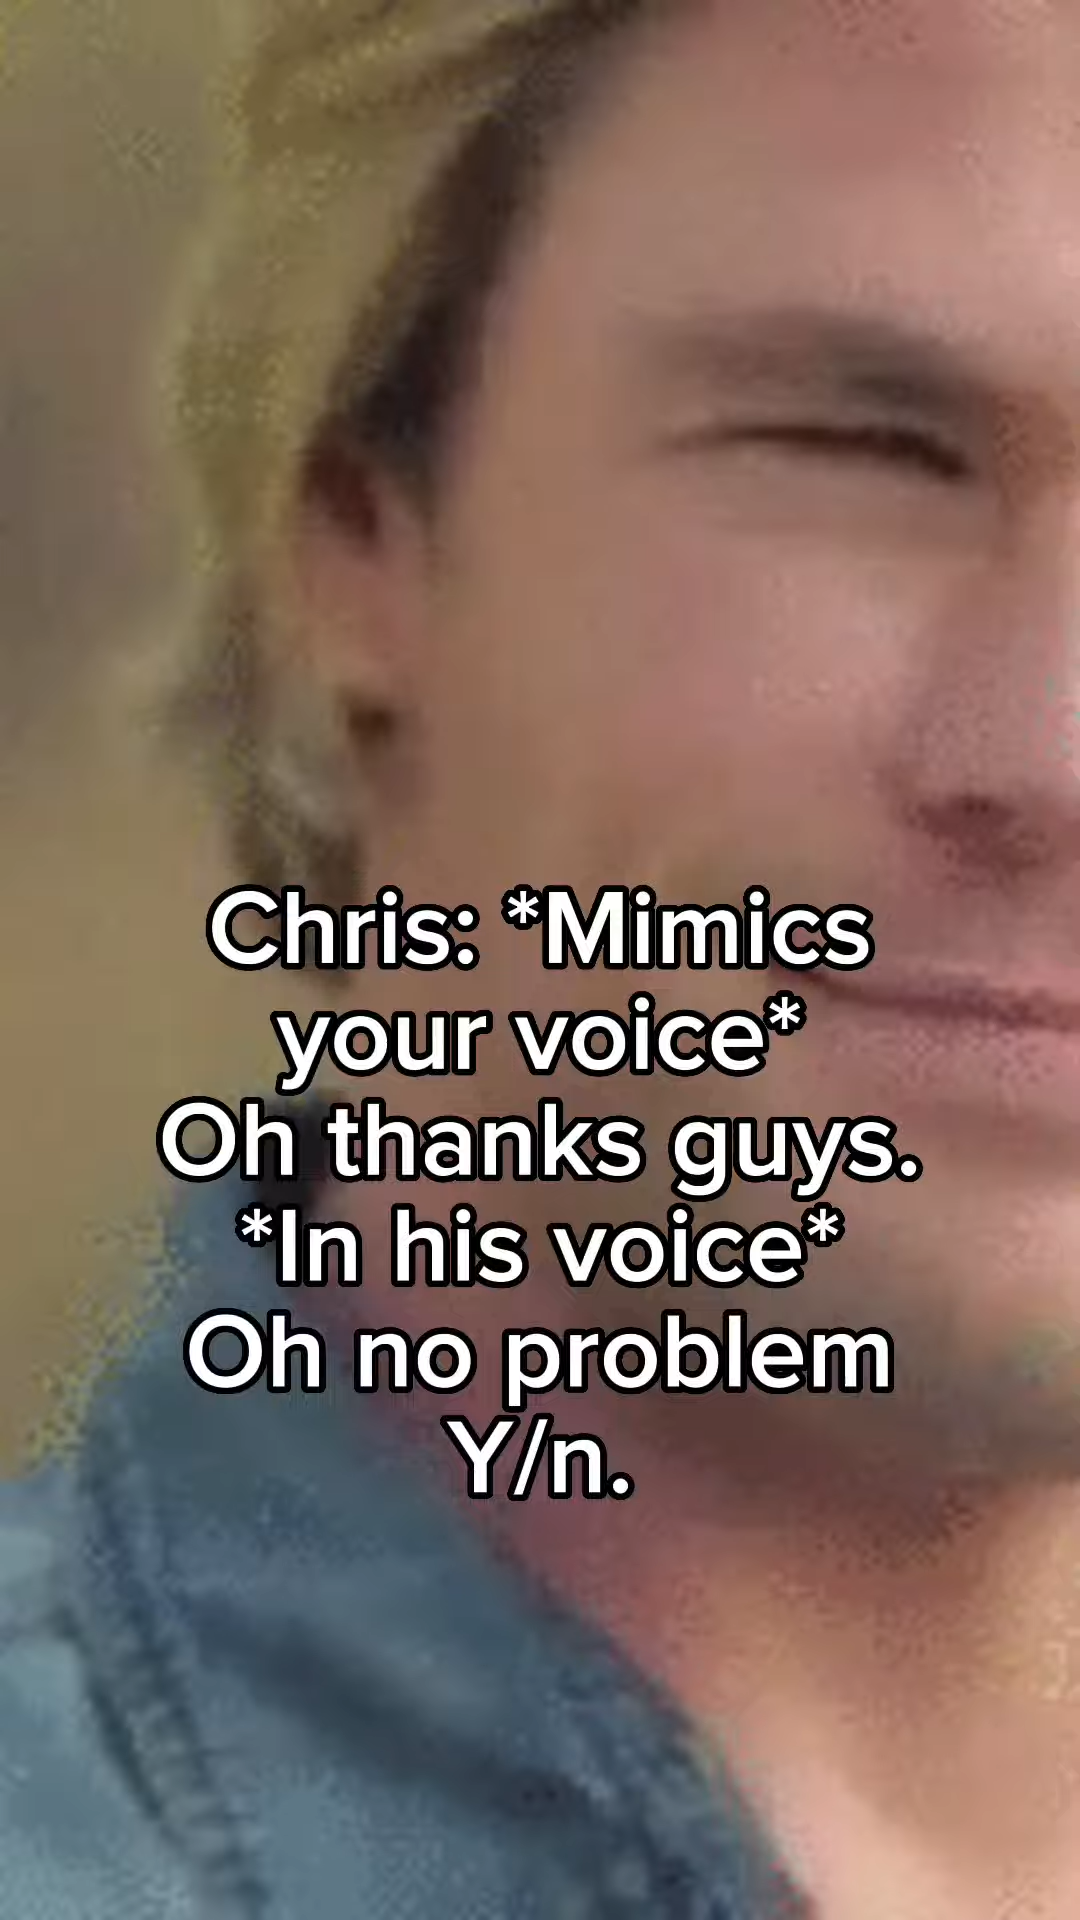 Chris: *Mimics
your voice*
Oh thanks guys.
*In his voice*
Oh no problem
Y/n.